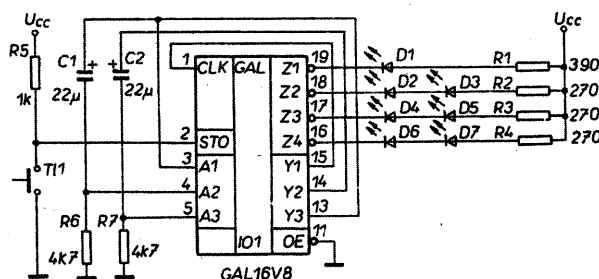 Ucc
R5
1k
Tl1
C1
+
22µ
+
C2
22µ
R6
4k7
R7
4k7
1
2
3
4
5
CLK
GAL
STO
A1
A2
A3
IO1
Z1
Z2
Z3
Z4
Y1
Y2
Y3
OE
19
18
17
16
15
14
13
11
GAL16V8
D1
D2
D3
D4
D5
D6
D7
R1
R2
R3
R4
Ucc
390
270
270
270